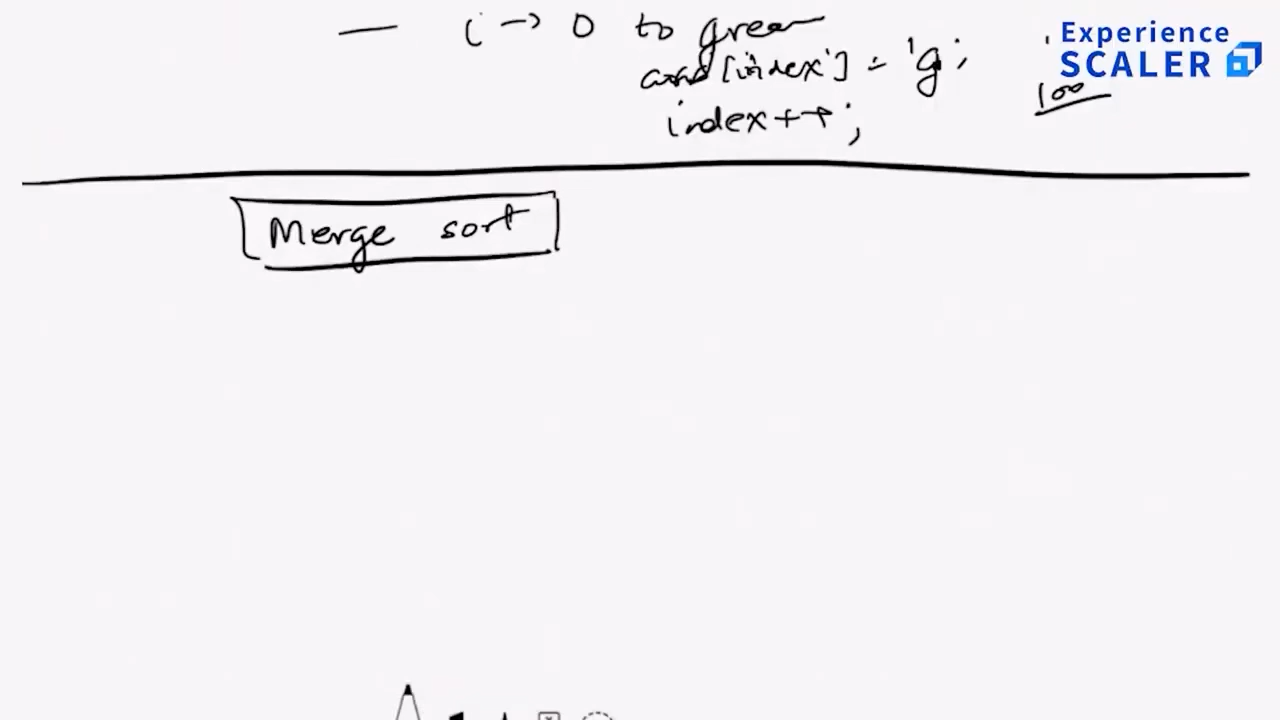 — i → 0 to green
ans [index] = 'g;
index++;
100
Experience
SCALER
Merge sort